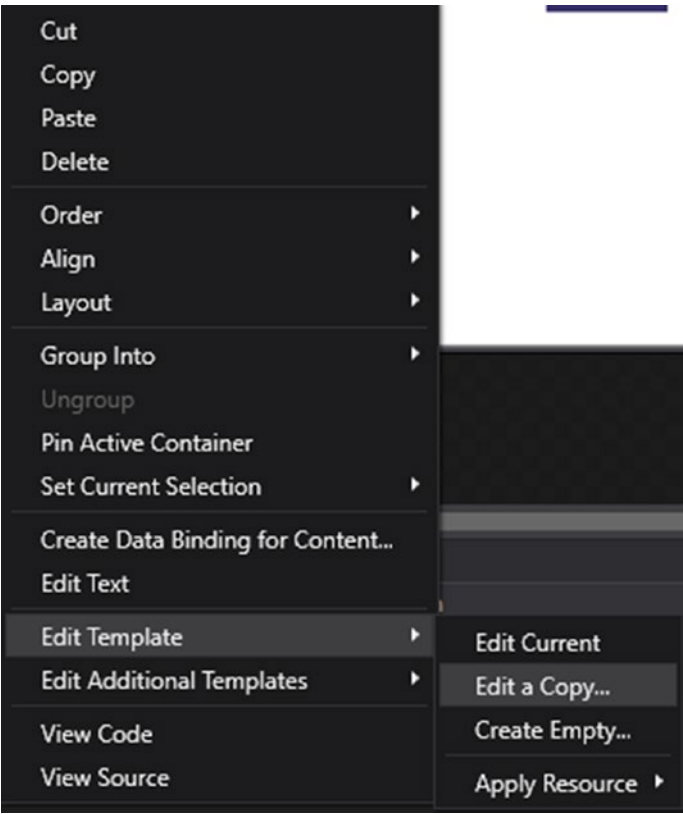 Cut
Copy
Paste
Delete
Order
Align
Layout
Group Into
Ungroup
Pin Active Container
Set Current Selection
Create Data Binding for Content...
Edit Text
Edit Template
Edit Additional Templates
View Code
View Source
Edit Current
Edit a Copy...
Create Empty...
Apply Resource